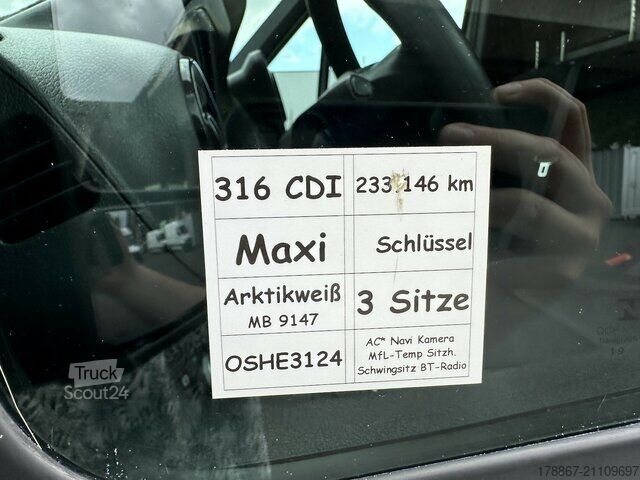 316 CDI
233.146 km
Maxi
Schlüssel
Arktikweiß
MB 9147
3 Sitze
OSHE3124
AC* Navi Kamera
MfL-Temp Sitzh.
Schwingsitz BT-Radio
Truck
Scout24
178867-21109697